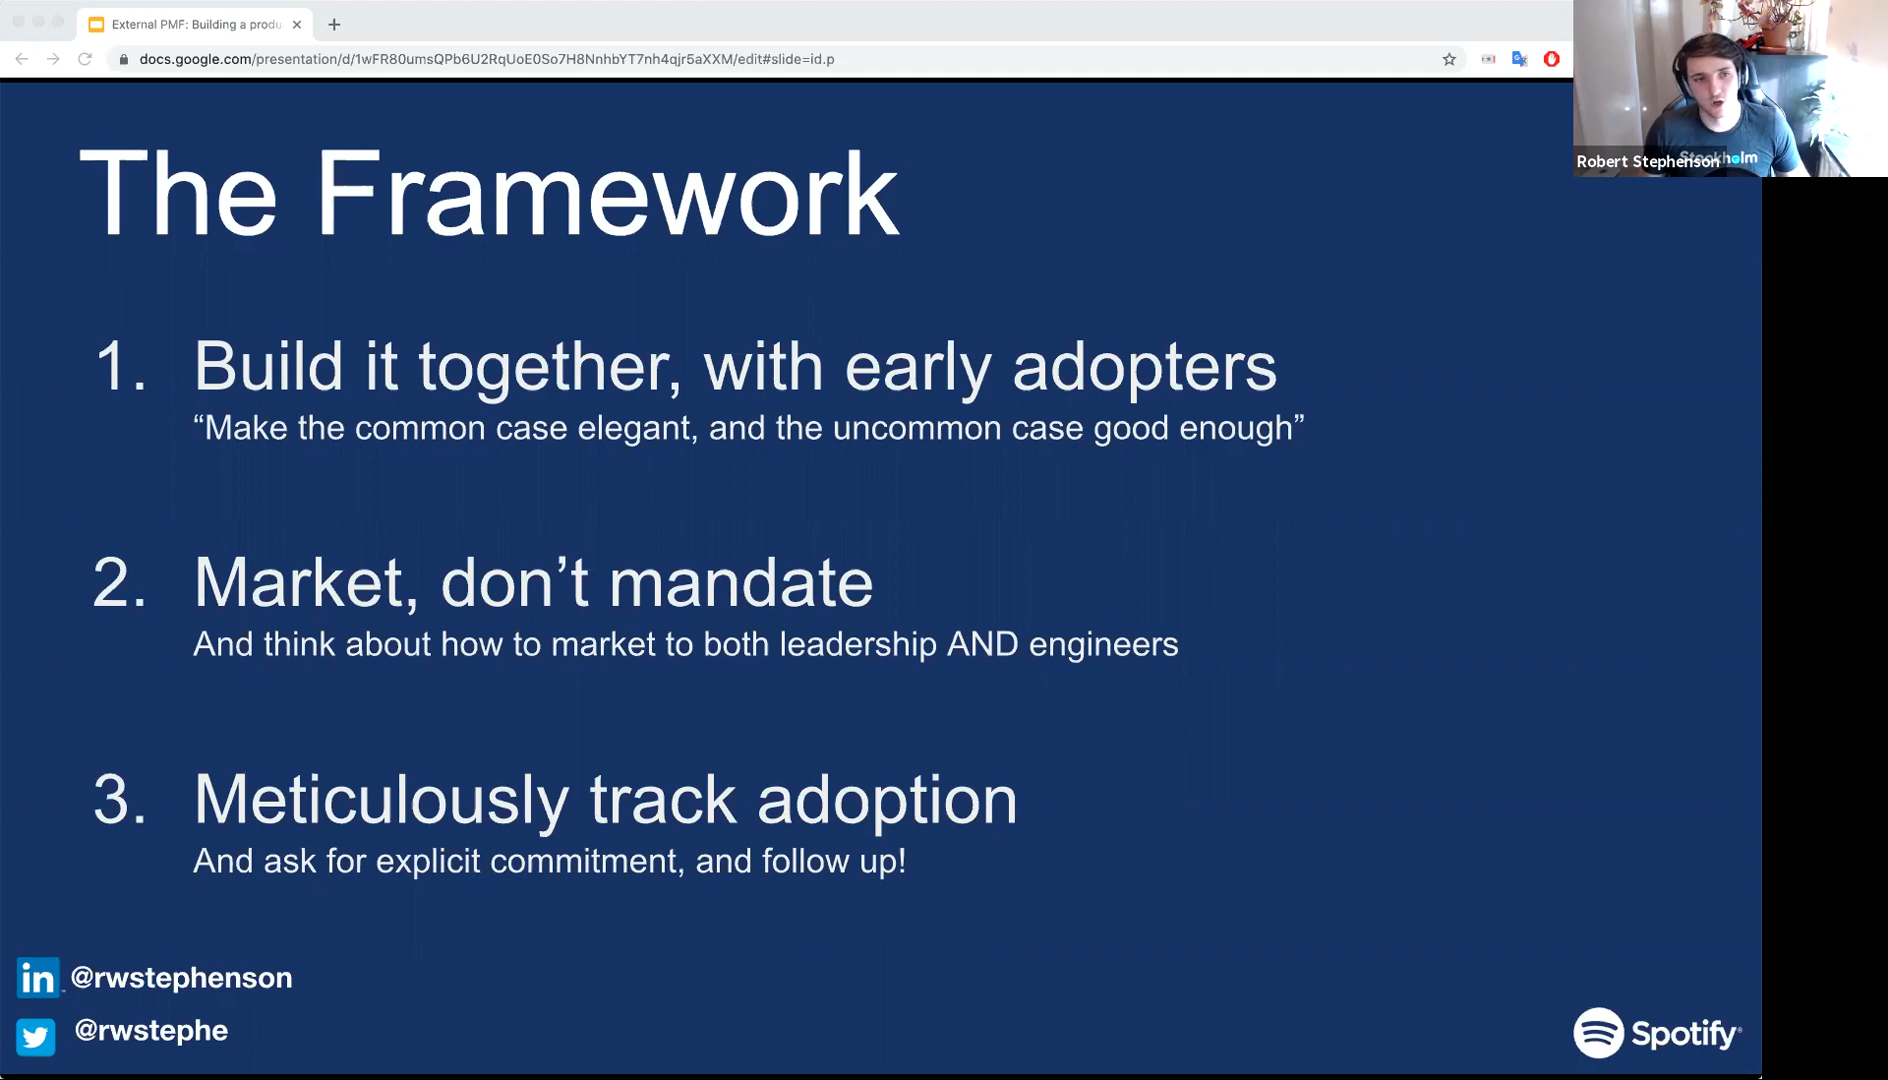 External PMF: Building a produ
docs.google.com/presentation/d/1wFR80umsQPb6U2RqUoE0So7H8NnhbYT7nh4qjr5aXXM/edit#slide=id.p
Stockholm
Robert Stephenson
The Framework
1. Build it together, with early adopters
“Make the common case elegant, and the uncommon case good enough”
2. Market, don’t mandate
And think about how to market to both leadership AND engineers
3. Meticulously track adoption
And ask for explicit commitment, and follow up!
in @rwstephenson
@rwstephe
Spotify®